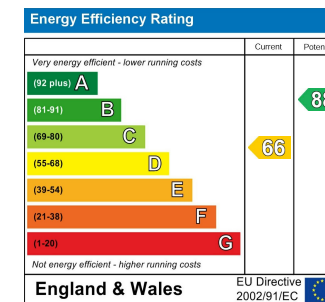 Energy Efficiency Rating
Current
Very energy efficient - lower running costs
(92 plus) A
(81-91) B
(69-80) C
66
(55-68) D
(39-54) E
(21-38) F
(1-20) G
Not energy efficient - higher running costs
England & Wales
EU Directive
2002/91/EC